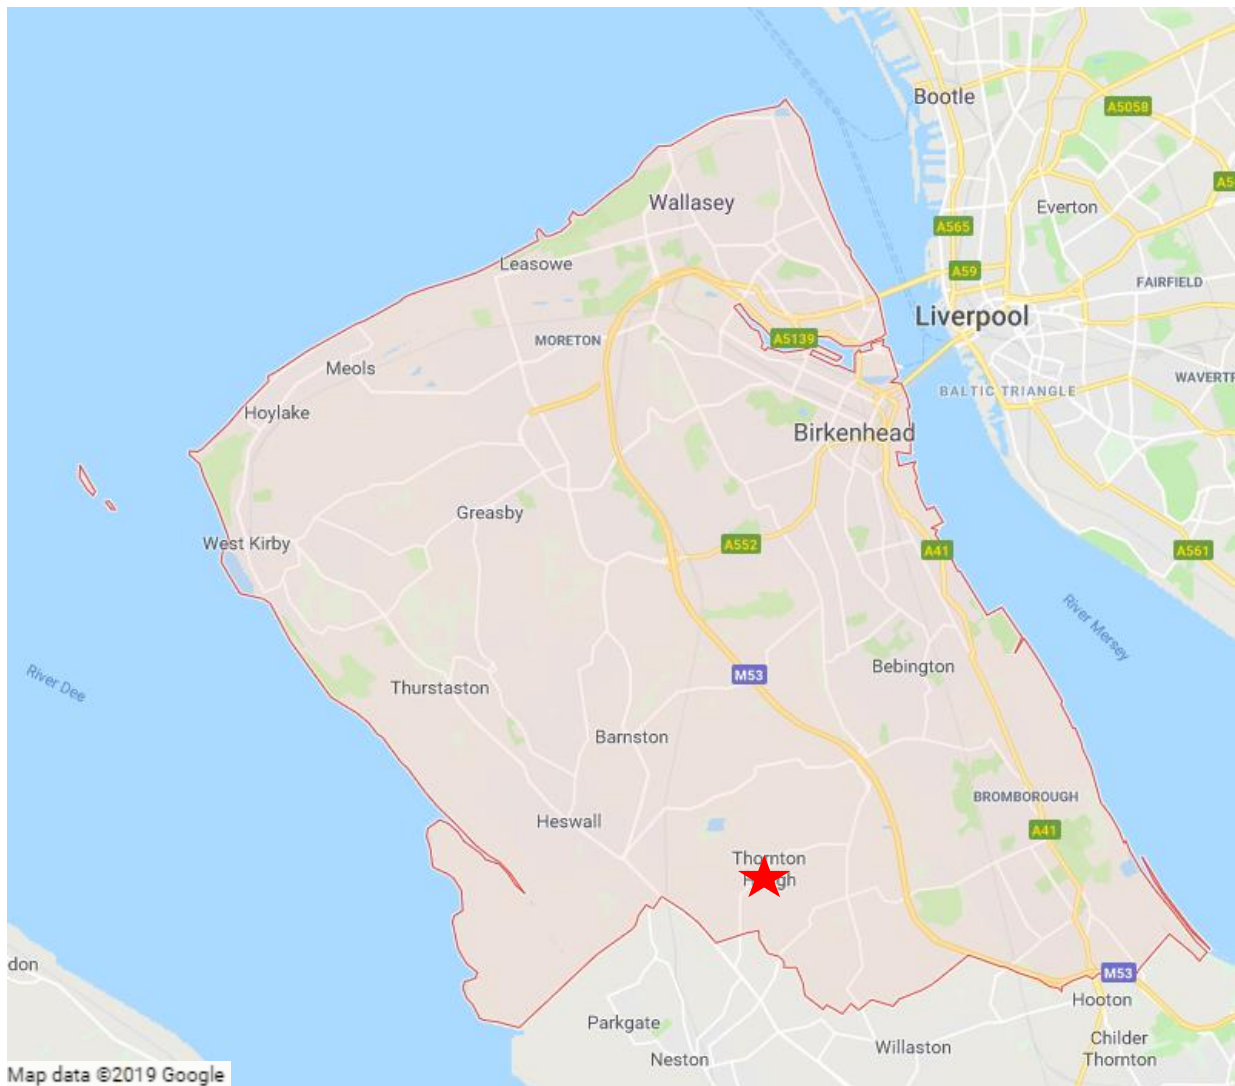 Bootle
A5058
Wallasey
Everton
A565
Leasowe
A59
FAIRFIELD
Liverpool
A5139
MORETON
Meols
WAVERTR
BALTIC TRIANGLE
Hoylake
Birkenhead
Greasby
West Kirby
A552
A41
A561
River Mersey
Bebington
River Dee
M53
Thurstaston
Barnston
BROMBOROUGH
Heswall
A41
Thornton
don
M53
Hooton
Parkgate
Childer
Thornton
Willaston
Neston
Map data ©2019 Google